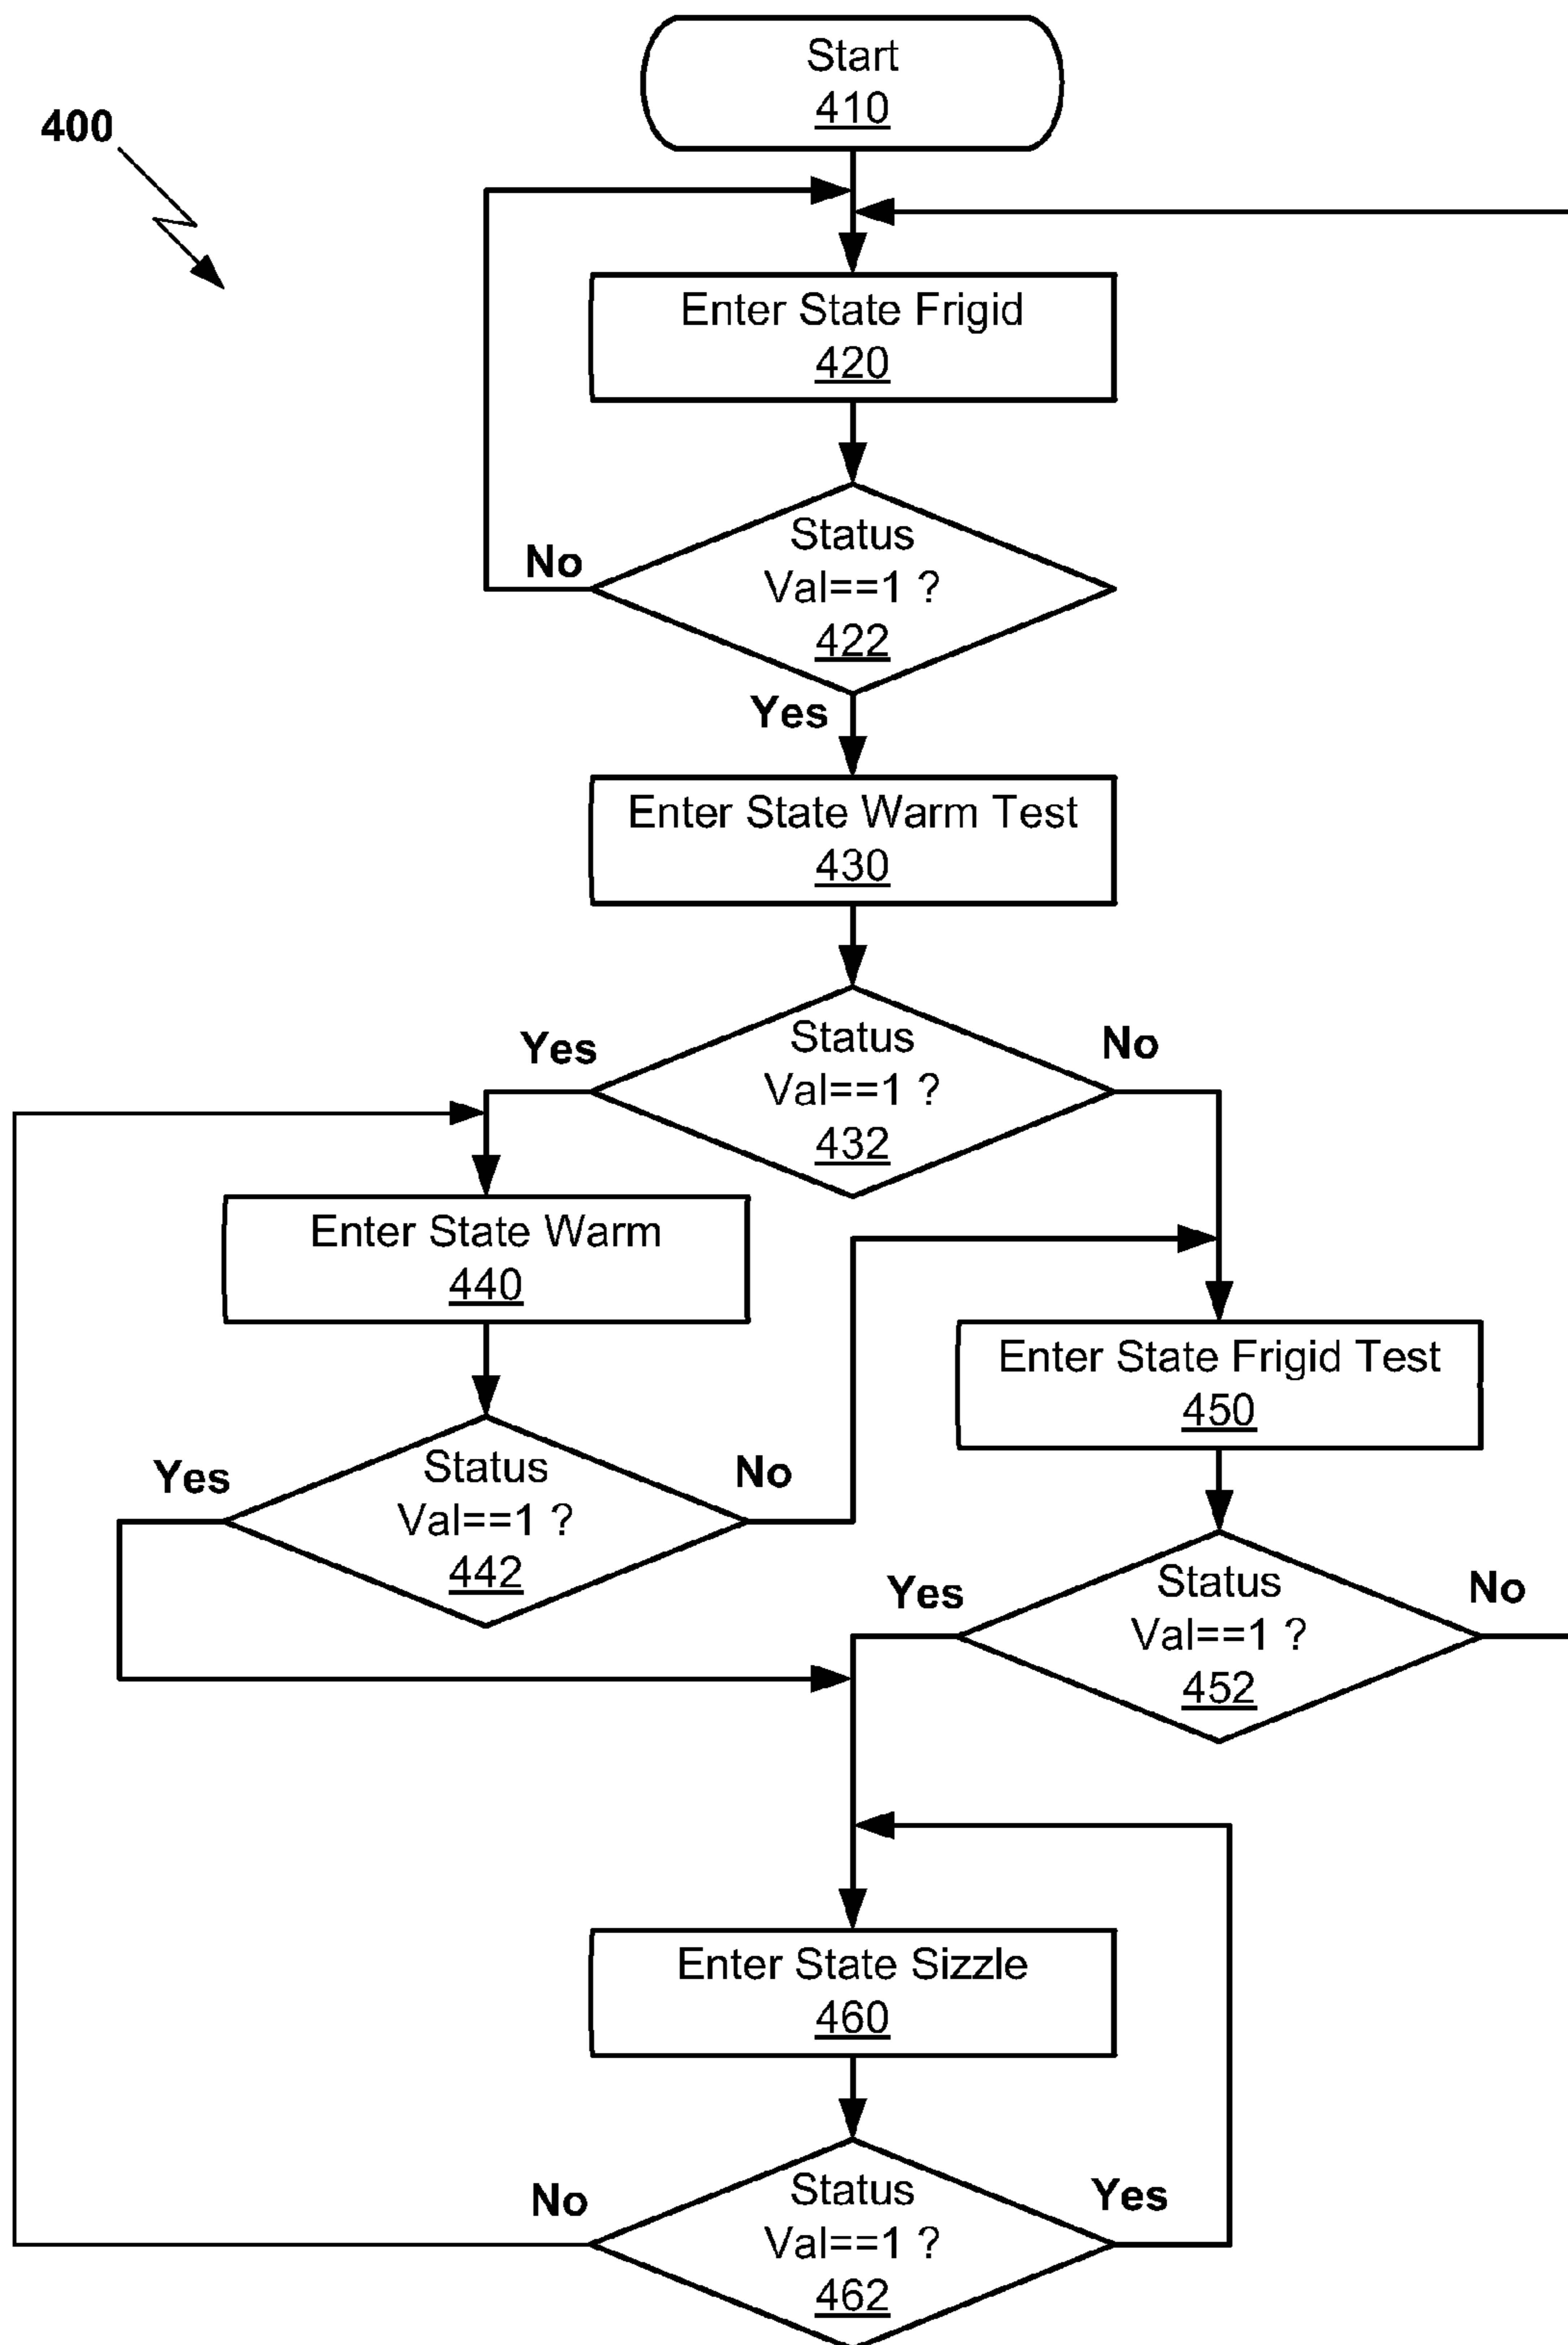 Start
410
400
Enter State Frigid
420
Status
Val==1 ?
422
No
Yes
Enter State Warm Test
430
Status
Val==1 ?
432
Yes
No
Enter State Warm
440
Enter State Frigid Test
450
Status
Val==1 ?
442
Yes
No
Status
Val==1 ?
452
Yes
No
Enter State Sizzle
460
Status
Val==1 ?
462
No
Yes